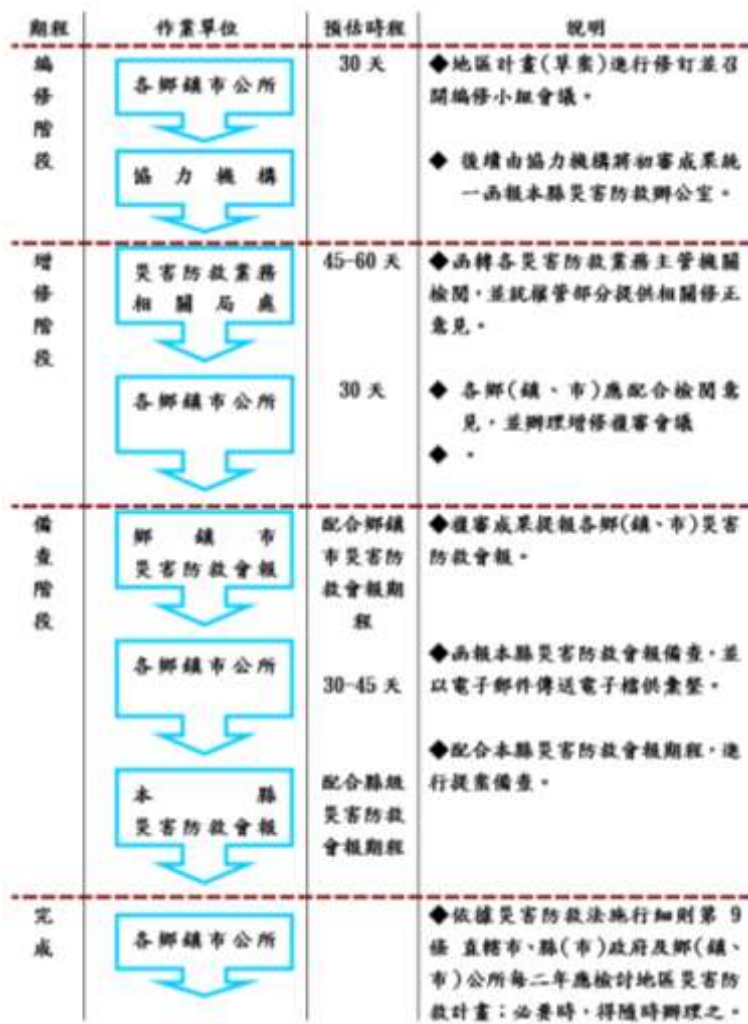 期程 作業單位 預估時程 說明
編修階段
各鄉鎮市公所
協力機構
30 天
◆地區計畫(草案)進行修訂並召
開編修小組會議。
◆ 後續由協力機構將初審成果統
一函報本縣災害防救辦公室。
增修階段
災害防救業務
相關局處
45-60 天
◆函轉各災害防救業務主管機關
檢閱,並就權管部分提供相關修正
意見。
各鄉鎮市公所
30 天
◆ 各鄉(鎮、市)應配合檢閱意
見,並辦理增修複審會議
◆ 。
備查階段
鄉鎮市
災害防救會報
配合鄉鎮
市災害防
救會報期
程
◆複審成果提報各鄉(鎮、市)災害
防救會報。
各鄉鎮市公所
30-45 天
◆函報本縣災害防救會報備查,並
以電子郵件傳送電子檔供彙整。
本縣
災害防救會報
配合縣級
災害防救
會報期程
◆配合本縣災害防救會報期程,進
行提案備查。
完成
各鄉鎮市公所
◆依據災害防救法施行細則第 9
條 直轄市、縣(市)政府及鄉(鎮、
市)公所每二年應檢討地區災害防
救計畫;必要時,得隨時辦理之。